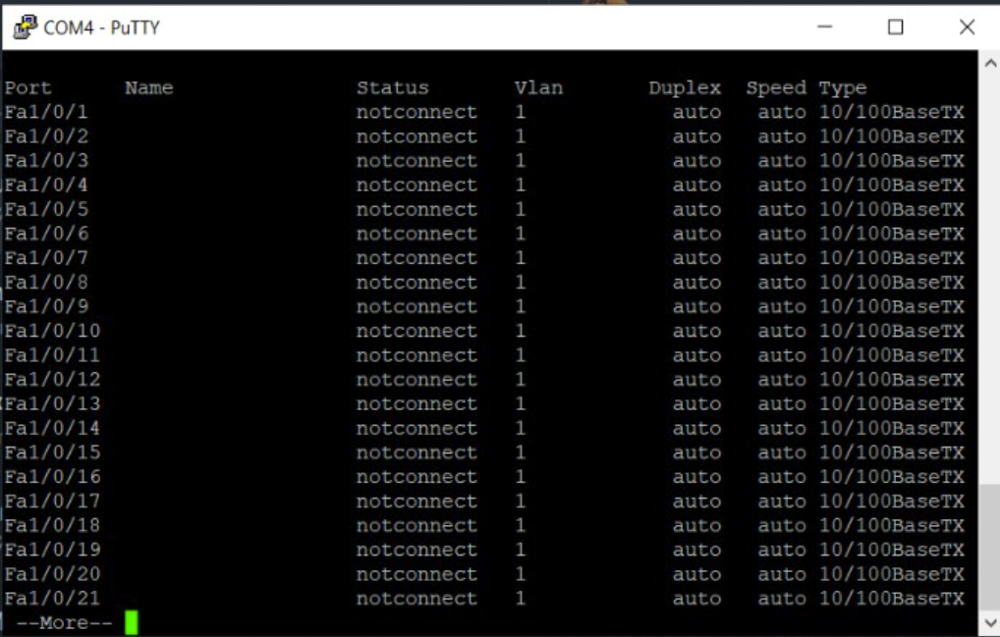 COM4 - PuTTY
Port Name Status Vlan Duplex Speed Type
Fa1/0/1 notconnect 1 auto auto 10/100BaseTX
Fa1/0/2 notconnect 1 auto auto 10/100BaseTX
Fa1/0/3 notconnect 1 auto auto 10/100BaseTX
Fa1/0/4 notconnect 1 auto auto 10/100BaseTX
Fa1/0/5 notconnect 1 auto auto 10/100BaseTX
Fa1/0/6 notconnect 1 auto auto 10/100BaseTX
Fa1/0/7 notconnect 1 auto auto 10/100BaseTX
Fa1/0/8 notconnect 1 auto auto 10/100BaseTX
Fa1/0/9 notconnect 1 auto auto 10/100BaseTX
Fa1/0/10 notconnect 1 auto auto 10/100BaseTX
Fa1/0/11 notconnect 1 auto auto 10/100BaseTX
Fa1/0/12 notconnect 1 auto auto 10/100BaseTX
Fa1/0/13 notconnect 1 auto auto 10/100BaseTX
Fa1/0/14 notconnect 1 auto auto 10/100BaseTX
Fa1/0/15 notconnect 1 auto auto 10/100BaseTX
Fa1/0/16 notconnect 1 auto auto 10/100BaseTX
Fa1/0/17 notconnect 1 auto auto 10/100BaseTX
Fa1/0/18 notconnect 1 auto auto 10/100BaseTX
Fa1/0/19 notconnect 1 auto auto 10/100BaseTX
Fa1/0/20 notconnect 1 auto auto 10/100BaseTX
Fa1/0/21 notconnect 1 auto auto 10/100BaseTX
--More--